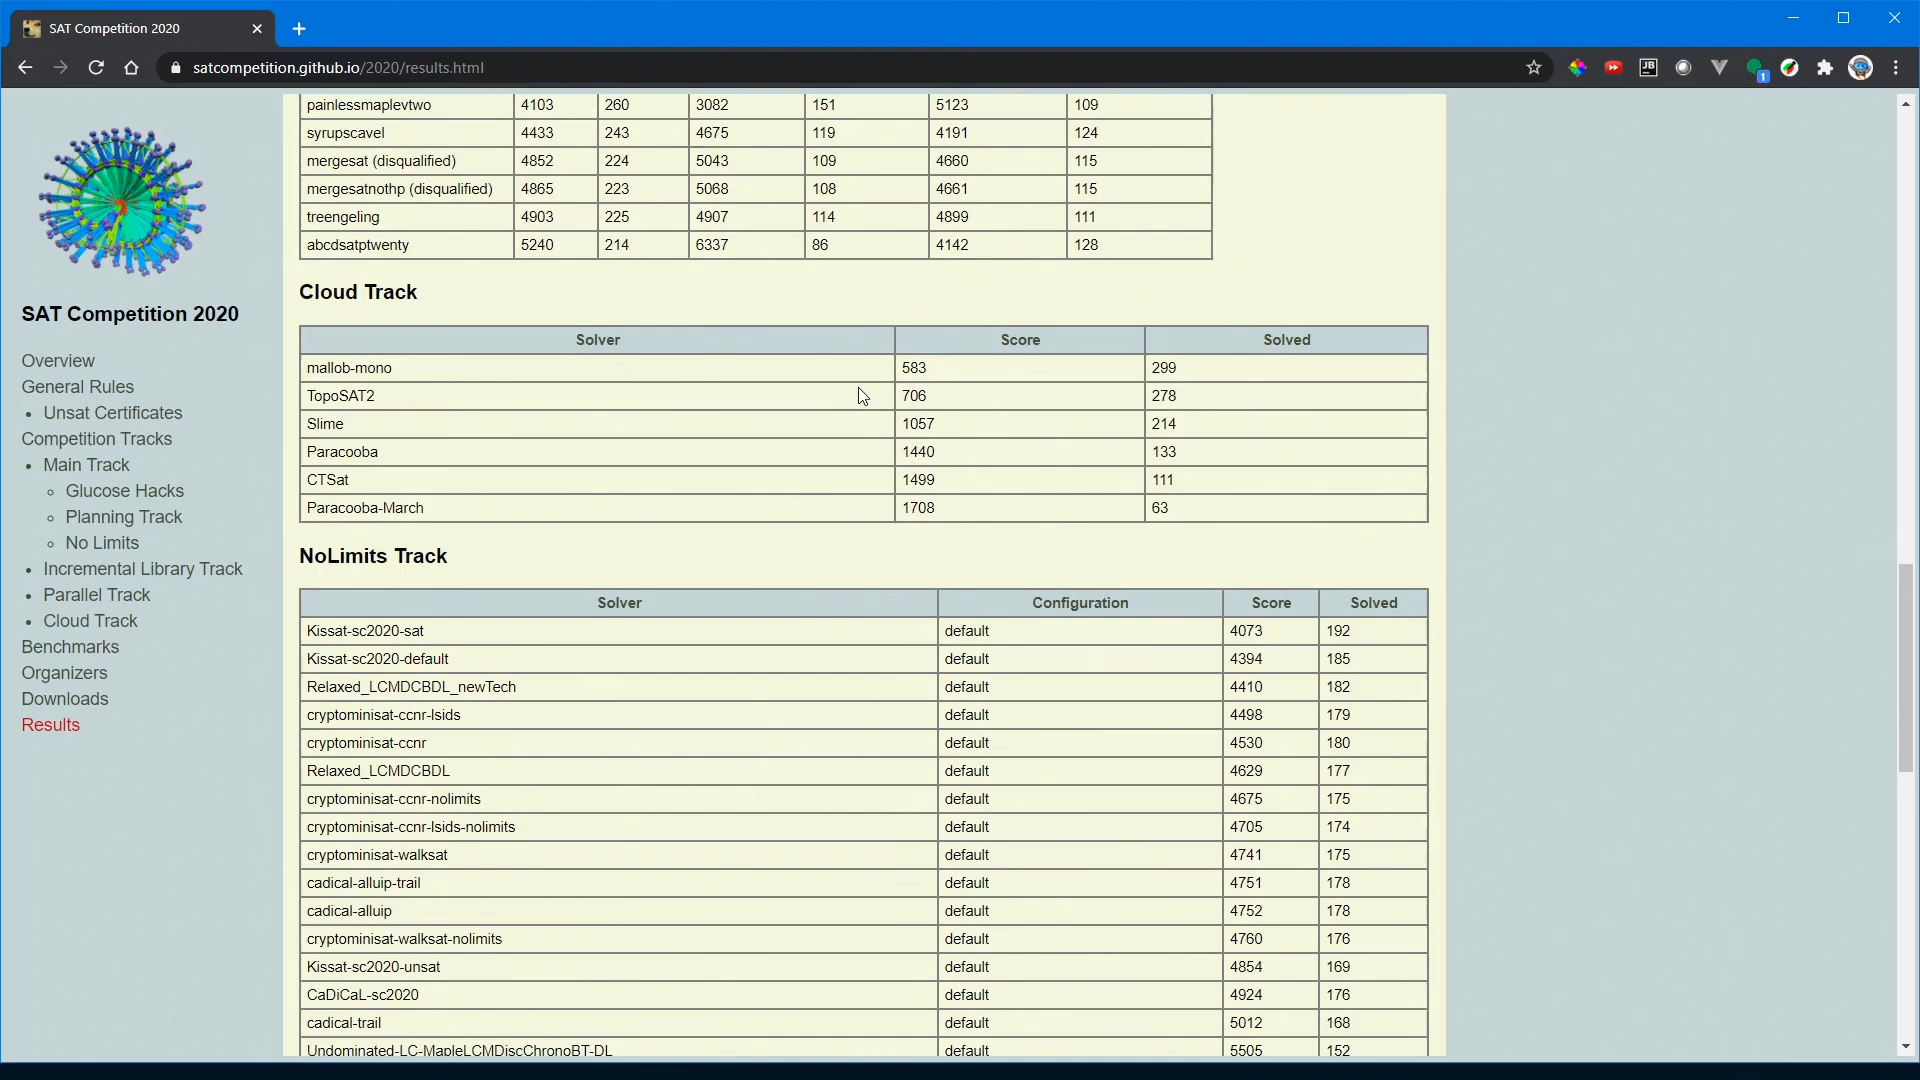 SAT Competition 2020
satcompetition.github.io/2020/results.html
JB
1
SAT Competition 2020
Overview
General Rules
Unsat Certificates
Competition Tracks
Main Track
Glucose Hacks
Planning Track
No Limits
Incremental Library Track
Parallel Track
Cloud Track
Benchmarks
Organizers
Downloads
Results
painlessmaplevtwo 4103 260 3082 151 5123 109
syrupscavel 4433 243 4675 119 4191 124
mergesat (disqualified) 4852 224 5043 109 4660 115
mergesatnothp (disqualified) 4865 223 5068 108 4661 115
treengeling 4903 225 4907 114 4899 111
abcdsatptwenty 5240 214 6337 86 4142 128
Cloud Track
Solver Score Solved
mallob-mono 583 299
TopoSAT2 706 278
Slime 1057 214
Paracooba 1440 133
CTSat 1499 111
Paracooba-March 1708 63
NoLimits Track
Solver Configuration Score Solved
Kissat-sc2020-sat default 4073 192
Kissat-sc2020-default default 4394 185
Relaxed_LCMDCBDL_newTech default 4410 182
cryptominisat-ccnr-lsids default 4498 179
cryptominisat-ccnr default 4530 180
Relaxed_LCMDCBDL default 4629 177
cryptominisat-ccnr-nolimits default 4675 175
cryptominisat-ccnr-lsids-nolimits default 4705 174
cryptominisat-walksat default 4741 175
cadical-alluip-trail default 4751 178
cadical-alluip default 4752 178
cryptominisat-walksat-nolimits default 4760 176
Kissat-sc2020-unsat default 4854 169
CaDiCaL-sc2020 default 4924 176
cadical-trail default 5012 168
Undominated-LC-MapleLCMDiscChronoBT-DL default 5505 152